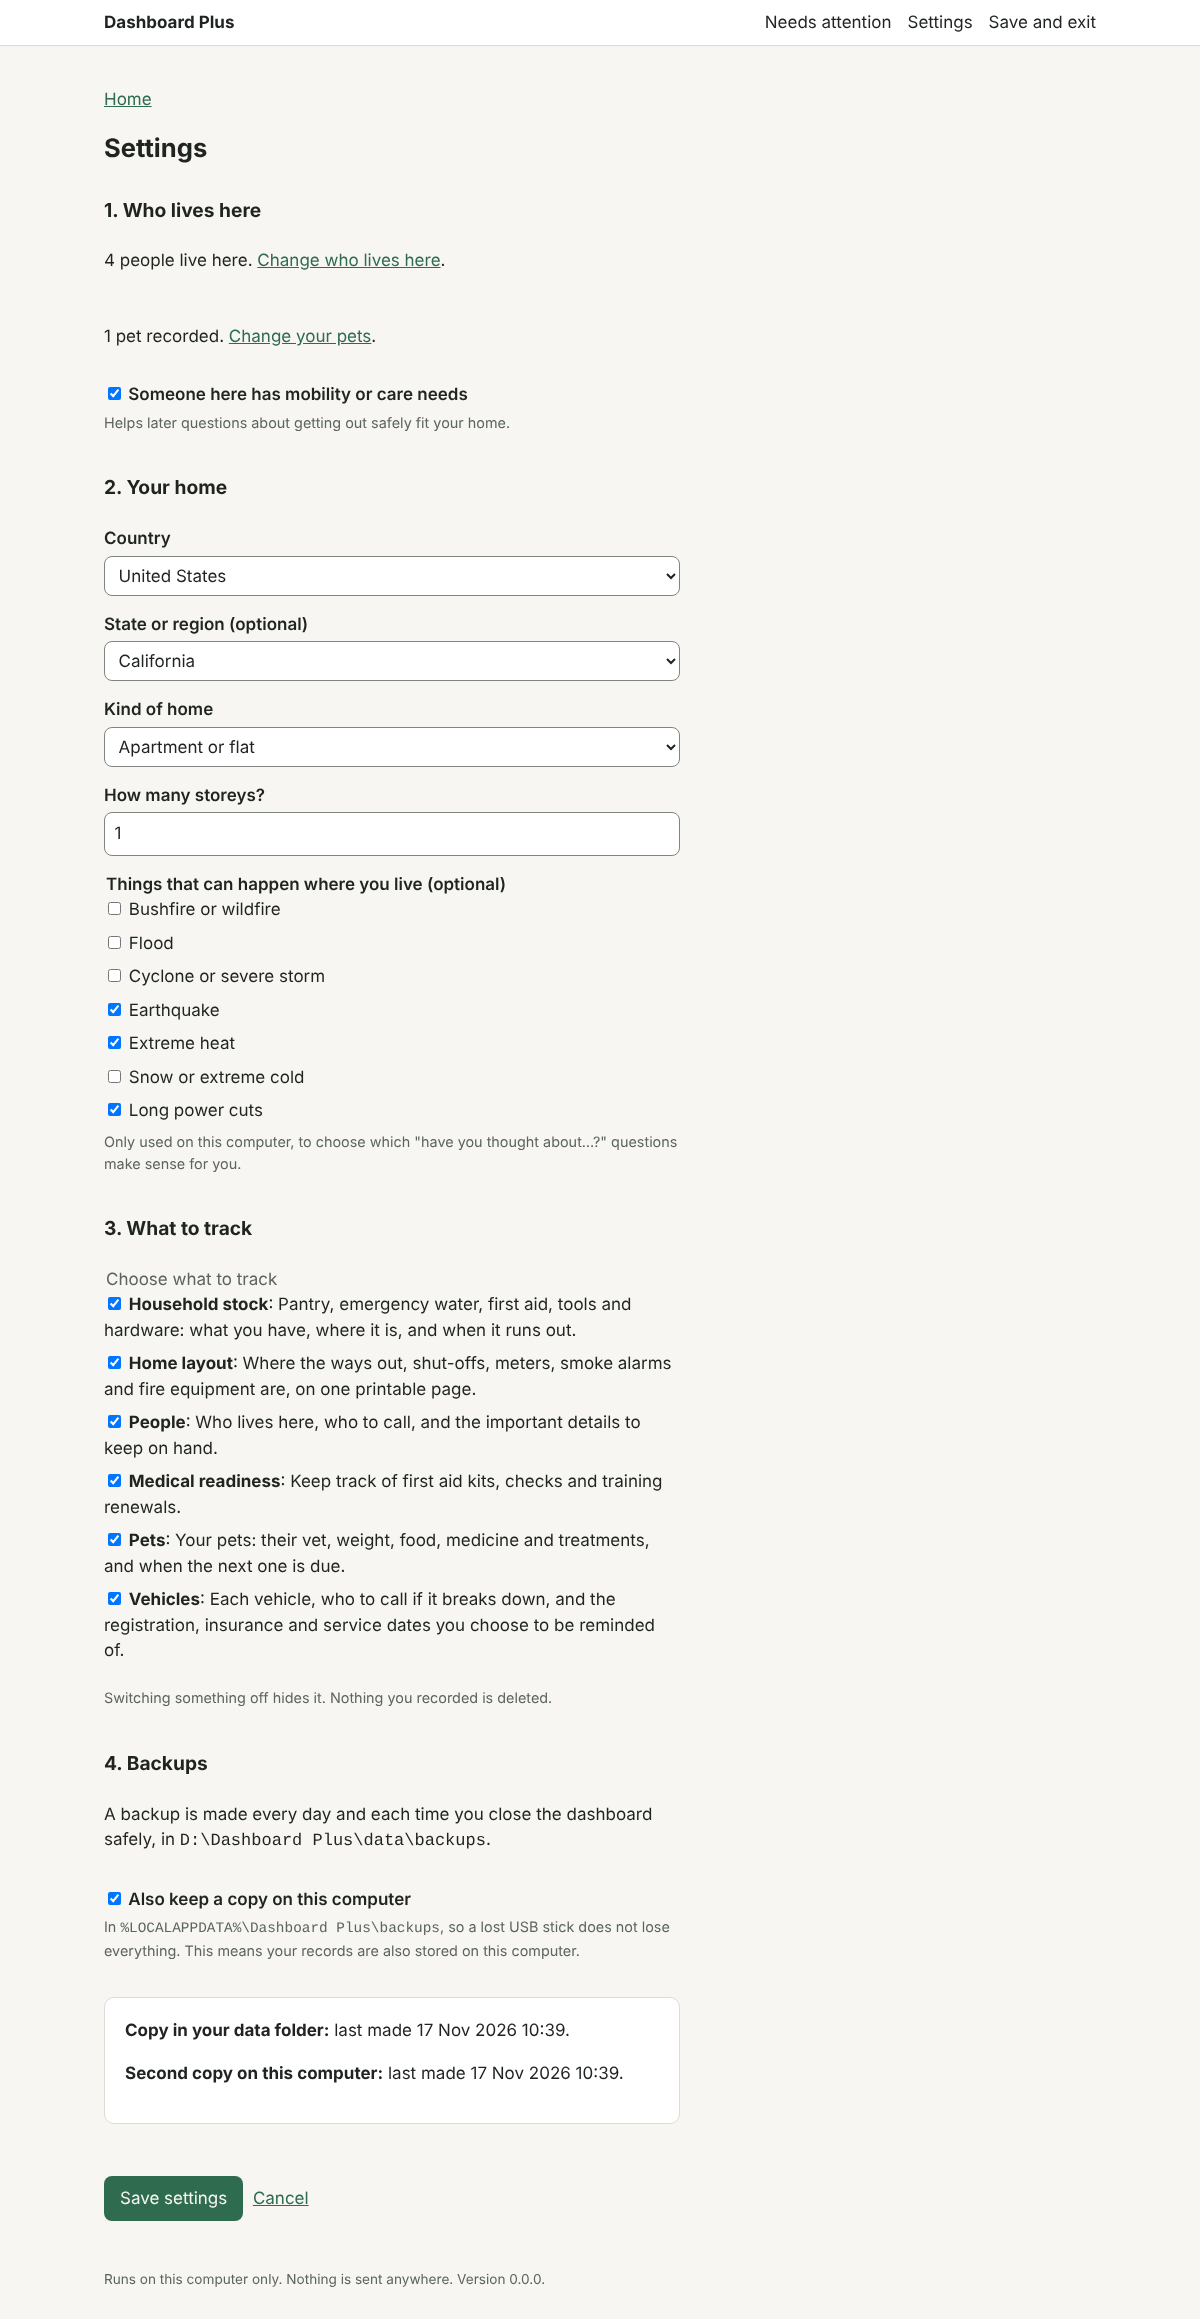 Dashboard Plus
Needs attention Settings Save and exit
Home
Settings
1. Who lives here
4 people live here. Change who lives here.
1 pet recorded. Change your pets.
Someone here has mobility or care needs
Helps later questions about getting out safely fit your home.
2. Your home
Country
United States
State or region (optional)
California
Kind of home
Apartment or flat
How many storeys?
1
Things that can happen where you live (optional)
Bushfire or wildfire
Flood
Cyclone or severe storm
Earthquake
Extreme heat
Snow or extreme cold
Long power cuts
Only used on this computer, to choose which "have you thought about...?" questions
make sense for you.
3. What to track
Choose what to track
Household stock: Pantry, emergency water, first aid, tools and
hardware: what you have, where it is, and when it runs out.
Home layout: Where the ways out, shut-offs, meters, smoke alarms
and fire equipment are, on one printable page.
People: Who lives here, who to call, and the important details to
keep on hand.
Medical readiness: Keep track of first aid kits, checks and training
renewals.
Pets: Your pets: their vet, weight, food, medicine and treatments,
and when the next one is due.
Vehicles: Each vehicle, who to call if it breaks down, and the
registration, insurance and service dates you choose to be reminded
of.
Switching something off hides it. Nothing you recorded is deleted.
4. Backups
A backup is made every day and each time you close the dashboard
safely, in D:\Dashboard Plus\data\backups.
Also keep a copy on this computer
In %LOCALAPPDATA%\Dashboard Plus\backups, so a lost USB stick does not lose
everything. This means your records are also stored on this computer.
Copy in your data folder: last made 17 Nov 2026 10:39.
Second copy on this computer: last made 17 Nov 2026 10:39.
Save settings Cancel
Runs on this computer only. Nothing is sent anywhere. Version 0.0.0.